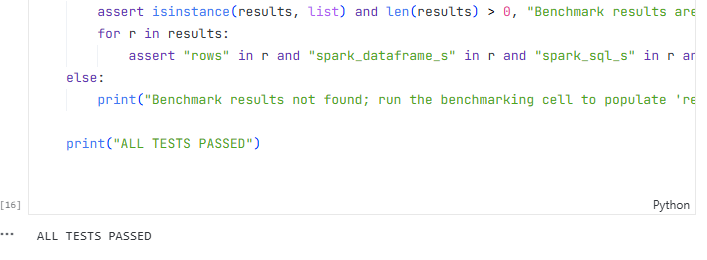 assert isinstance(results, list) and len(results) > 0, "Benchmark results are
for r in results:
assert "rows" in r and "spark_dataframe_s" in r and "spark_sql_s" in r an
else:
print("Benchmark results not found; run the benchmarking cell to populate 're
print("ALL TESTS PASSED")
[16]
Python
ALL TESTS PASSED